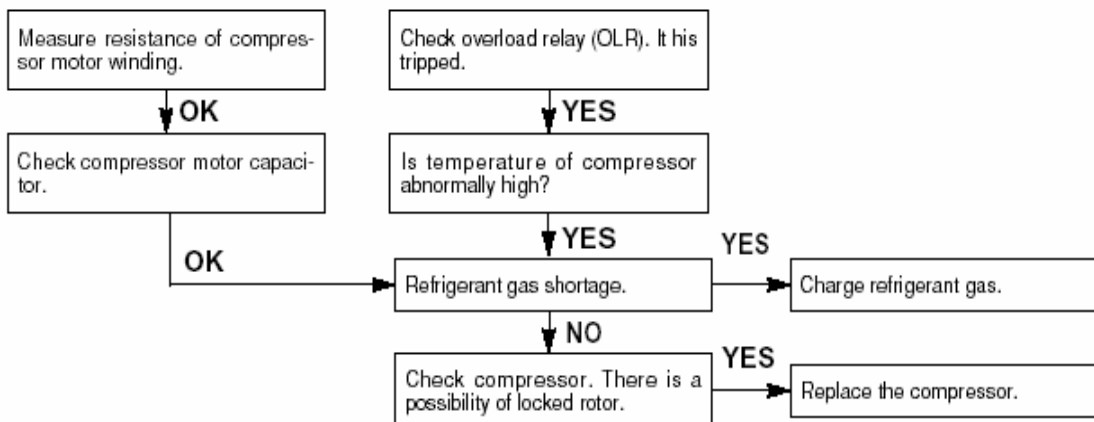 Measure resistance of compres-
sor motor winding.
Check overload relay (OLR). It his
tripped.
OK
YES
Check compressor motor capaci-
tor.
Is temperature of compressor
abnormally high?
OK
YES
YES
Refrigerant gas shortage.
Charge refrigerant gas.
NO
YES
Check compressor. There is a
possibility of locked rotor.
Replace the compressor.